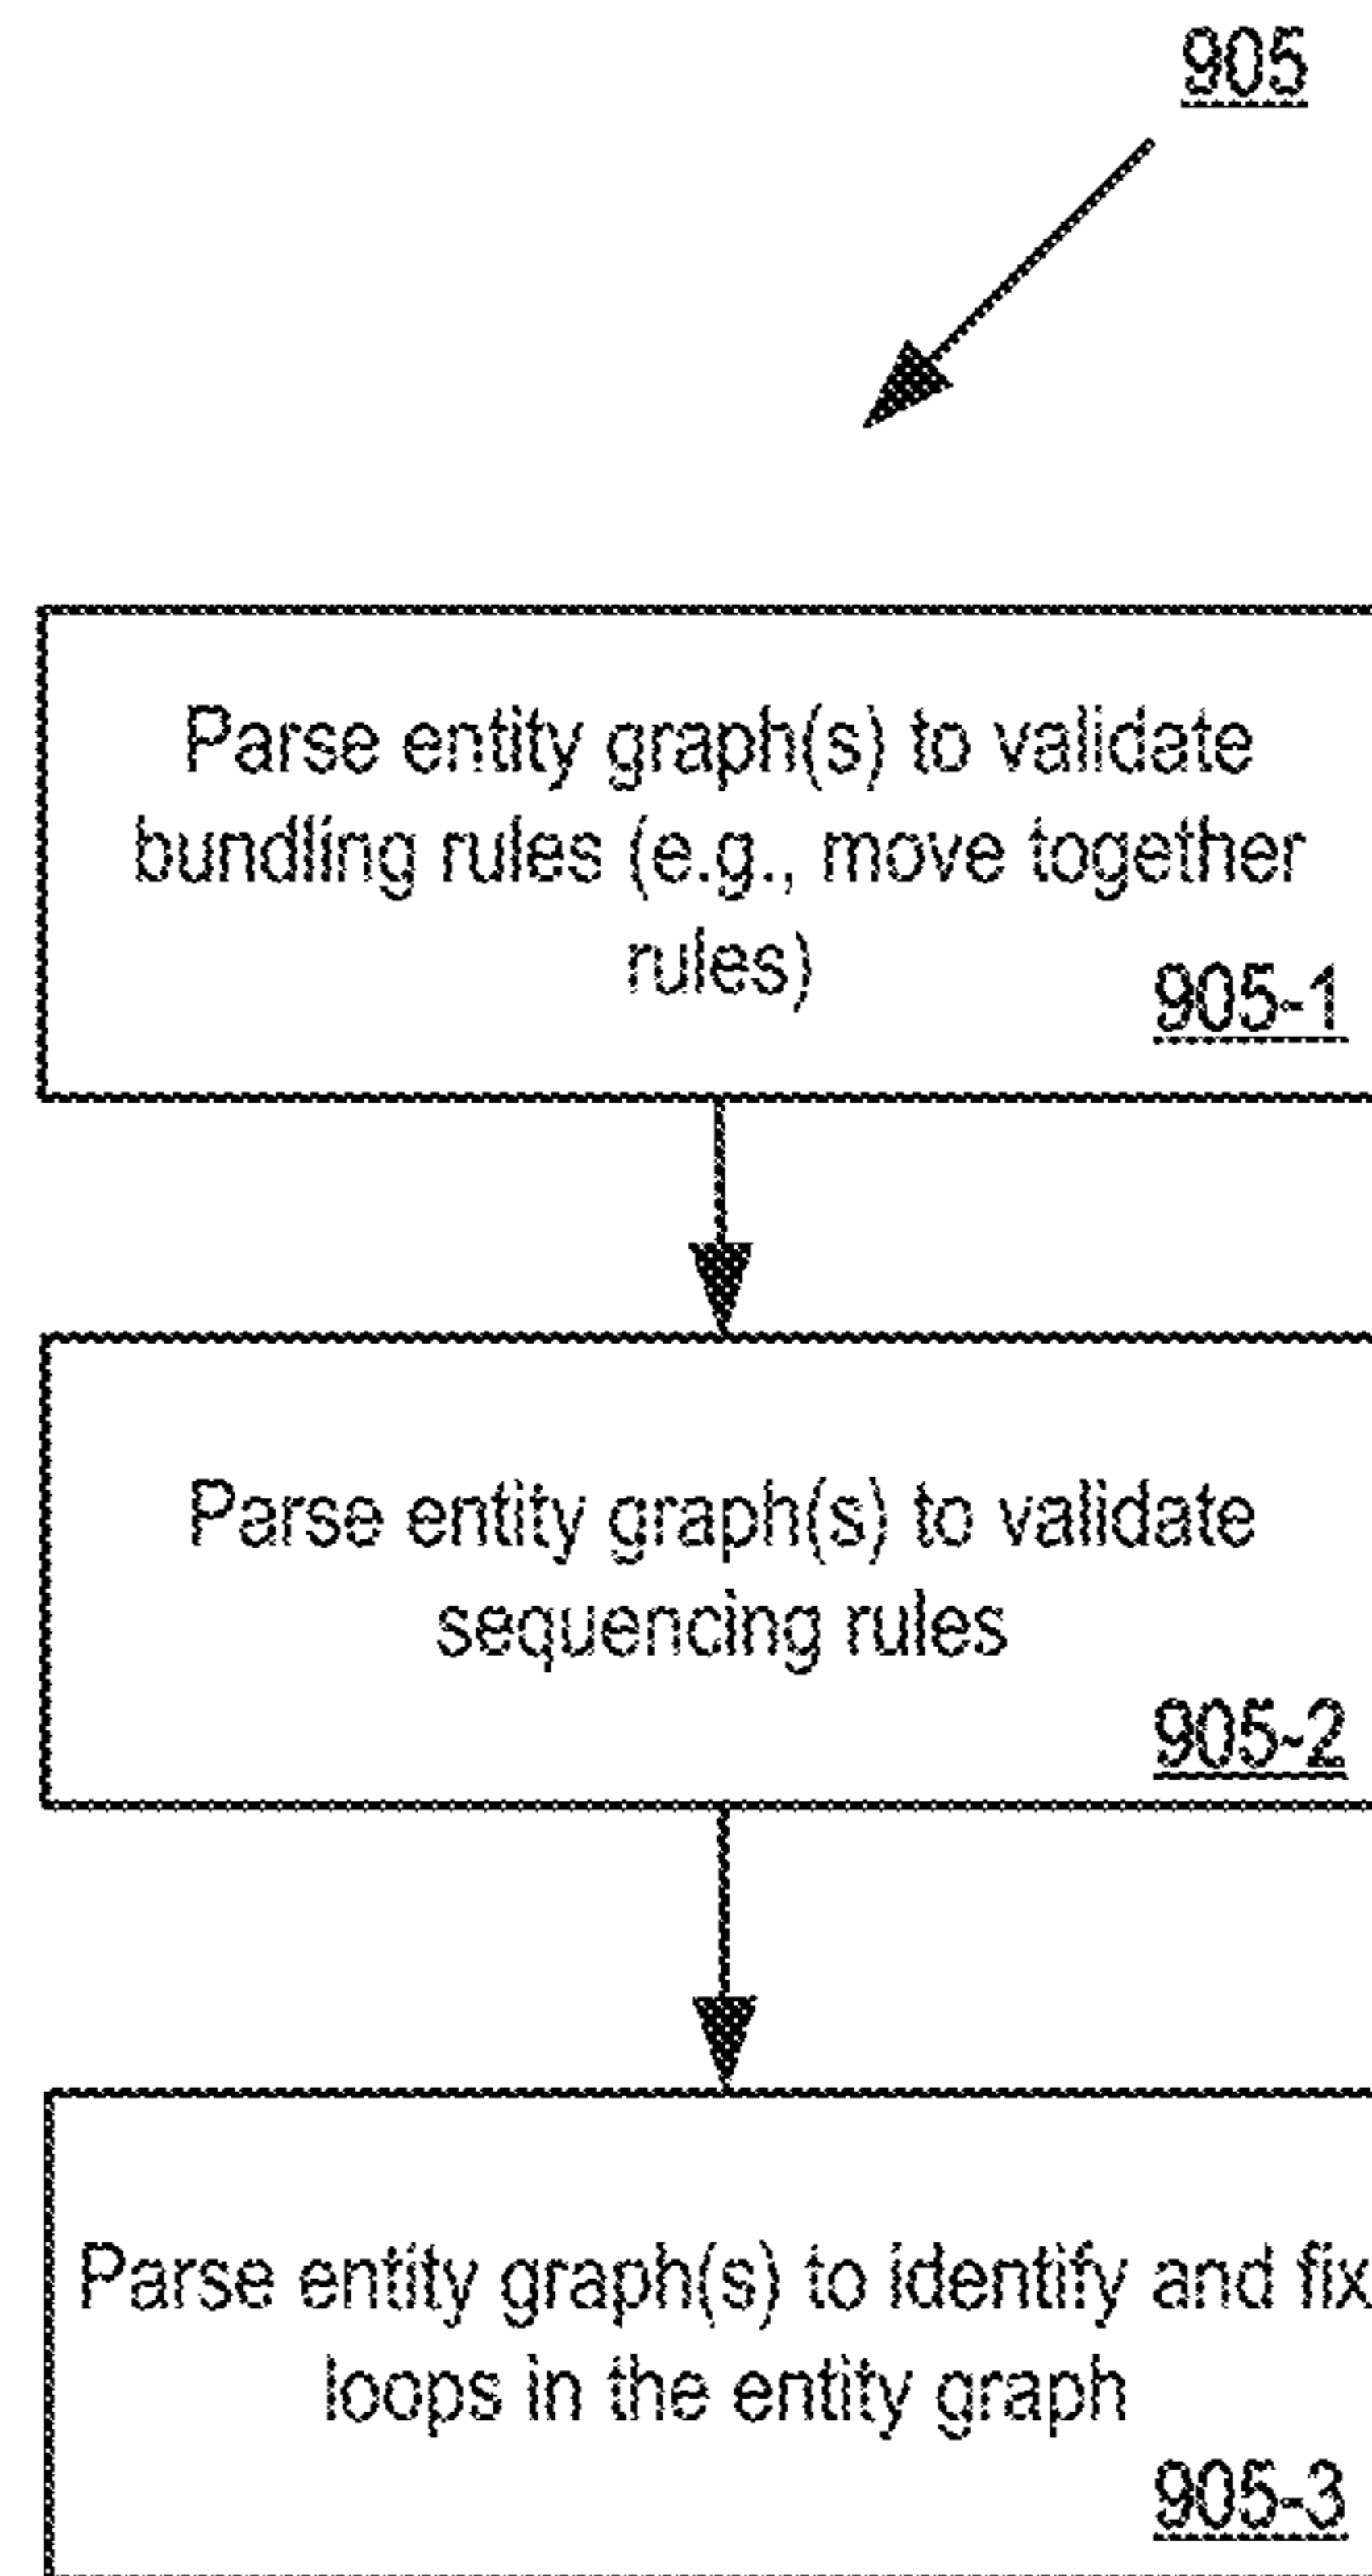 905
Parse entity graph(s) to validate
bundling rules (e.g., move together
rules)
905-1
Parse entity graph(s) to validate
sequencing rules
905-2
Parse entity graph(s) to identify and fix
loops in the entity graph
905-3